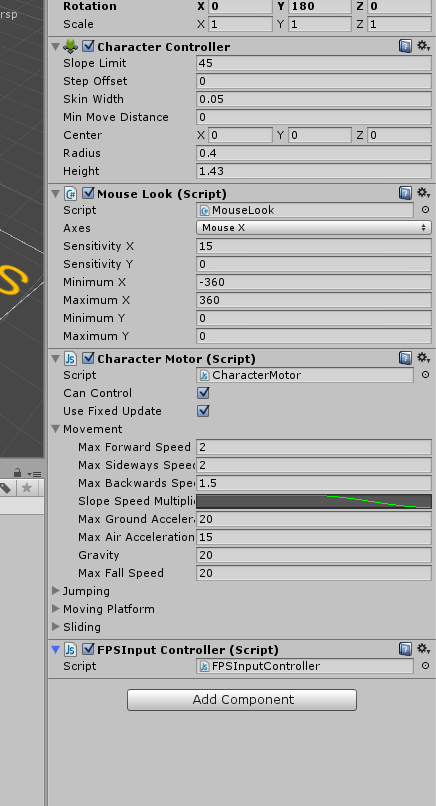 rsp
Rotation X 0 Y 180 Z 0
Scale X 1 Y 1 Z 1
Character Controller
Slope Limit 45
Step Offset 0
Skin Width 0.05
Min Move Distance 0
Center X 0 Y 0 Z 0
Radius 0.4
Height 1.43
Mouse Look (Script)
Script MouseLook
Axes Mouse X
Sensitivity X 15
Sensitivity Y 0
Minimum X -360
Maximum X 360
Minimum Y 0
Maximum Y 0
Character Motor (Script)
Script CharacterMotor
Can Control
Use Fixed Update
Movement
Max Forward Speed 2
Max Sideways Speed 2
Max Backwards Spe 1.5
Slope Speed Multipli
Max Ground Acceler 20
Max Air Acceleration 15
Gravity 20
Max Fall Speed 20
Jumping
Moving Platform
Sliding
FPSInput Controller (Script)
Script FPSInputController
Add Component